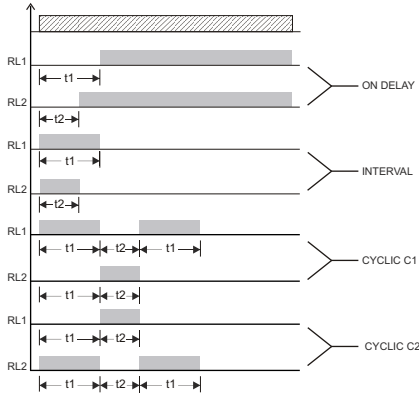 RL1
t1
ON DELAY
RL2
t2
RL1
t1
INTERVAL
RL2
t2
RL1
t1 t2 t1
CYCLIC C1
RL2
t1 t2
RL1
t1 t2
CYCLIC C2
RL2
t1 t2 t1